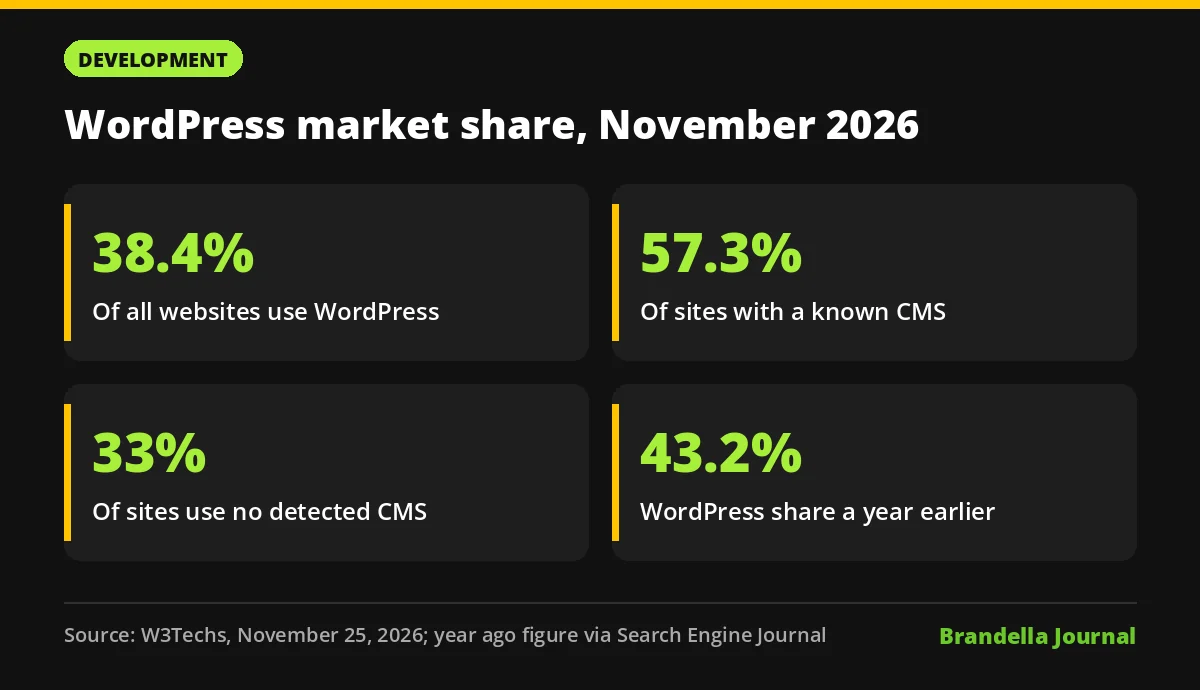 DEVELOPMENT
WordPress market share, November 2026
38.4%
Of all websites use WordPress
57.3%
Of sites with a known CMS
33%
Of sites use no detected CMS
43.2%
WordPress share a year earlier
Source: W3Techs, November 25, 2026; year ago figure via Search Engine Journal
Brandella Journal